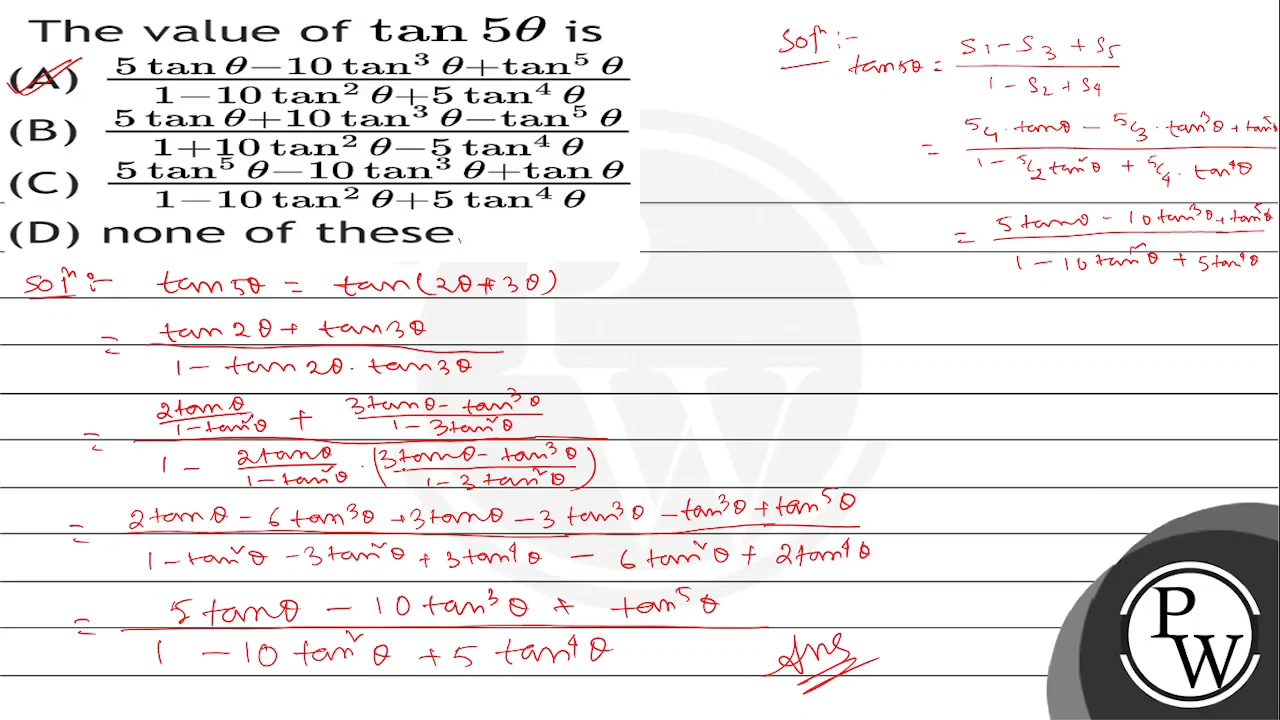 The value of tan 5θ is
(A) (5 tan θ−10 tan³ θ+tan⁵ θ)/(1−10 tan² θ+5 tan⁴ θ)
(B) (5 tan θ+10 tan³ θ−tan⁵ θ)/(1+10 tan² θ−5 tan⁴ θ)
(C) (5 tan⁵ θ−10 tan³ θ+tan θ)/(1−10 tan² θ+5 tan⁴ θ)
(D) none of these
Solⁿ :- tan5θ = tan(2θ+3θ)
= (tan2θ + tan3θ)/(1 - tan2θ. tan3θ)
= (2tanθ/(1-tan²θ) + (3tanθ - tan³θ)/(1 - 3tan²θ))/(1 - 2tanθ/(1-tan²θ) . ((3tanθ - tan³θ)/(1-3tan²θ)))
= (2tanθ - 6tan³θ + 3tanθ - 3tan³θ - tan³θ + tan⁵θ)/(1 - tan²θ - 3tan²θ + 3tan⁴θ - 6tan²θ + 2tan⁴θ)
= (5tanθ - 10tan³θ + tan⁵θ)/(1 - 10tan²θ + 5tan⁴θ)
Ans
Solⁿ :-
tan5θ = (S₁ - S₃ + S₅)/(1 - S₂ + S₄)
= (⁵C₁.tanθ - ⁵C₃.tan³θ + tan⁵θ)/(1 - ⁵C₂tan²θ + ⁵C₄.tan⁴θ)
= (5tanθ - 10tan³θ + tan⁵θ)/(1 - 10tan²θ + 5tan⁴θ)
PW
PW